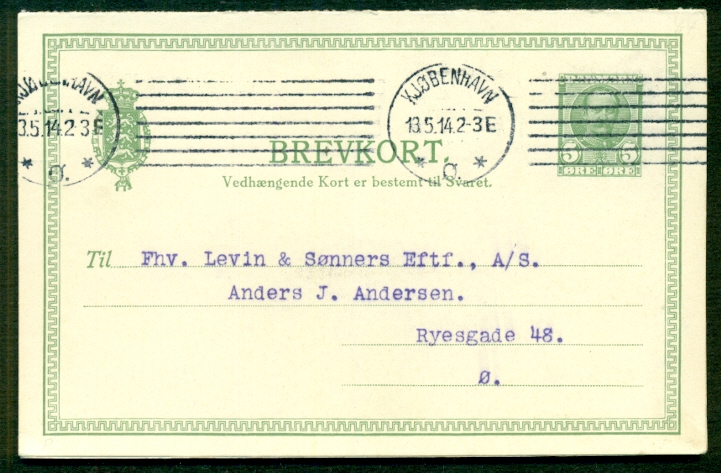 KJØBENHAVN
13.5.14.2-3E
* Ø. *
KJØBENHAVN
13.5.14.2-3E
* Ø. *
5 5
ØRE ØRE
BREVKORT.
Vedhængende Kort er bestemt til Svaret.
Til Fhv. Levin & Sønners Eftf., A/S.
Anders J. Andersen.
Ryesgade 48.
Ø.